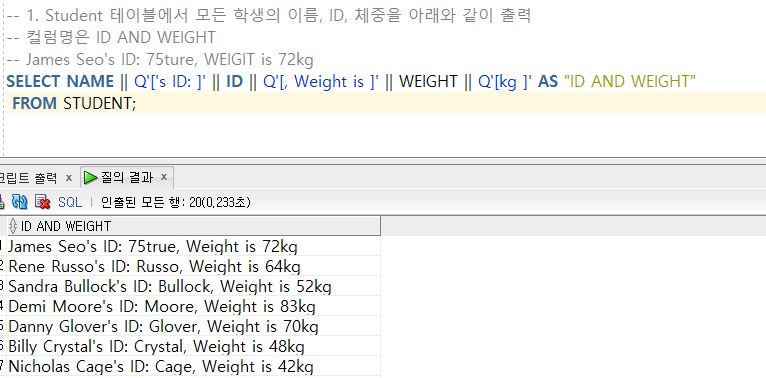 -- 1. Student 테이블에서 모든 학생의 이름, ID, 체중을 아래와 같이 출력
-- 컬럼명은 ID AND WEIGHT
-- James Seo's ID: 75ture, WEIGIT is 72kg
SELECT NAME || Q'['s ID: ]' || ID || Q'[, Weight is ]' || WEIGHT || Q'[kg ]' AS "ID AND WEIGHT"
FROM STUDENT;
크립트 출력 x 질의 결과 x
SQL | 인출된 모든 행: 20(0,233초)
ID AND WEIGHT
1 James Seo's ID: 75true, Weight is 72kg
2 Rene Russo's ID: Russo, Weight is 64kg
3 Sandra Bullock's ID: Bullock, Weight is 52kg
4 Demi Moore's ID: Moore, Weight is 83kg
5 Danny Glover's ID: Glover, Weight is 70kg
6 Billy Crystal's ID: Crystal, Weight is 48kg
7 Nicholas Cage's ID: Cage, Weight is 42kg